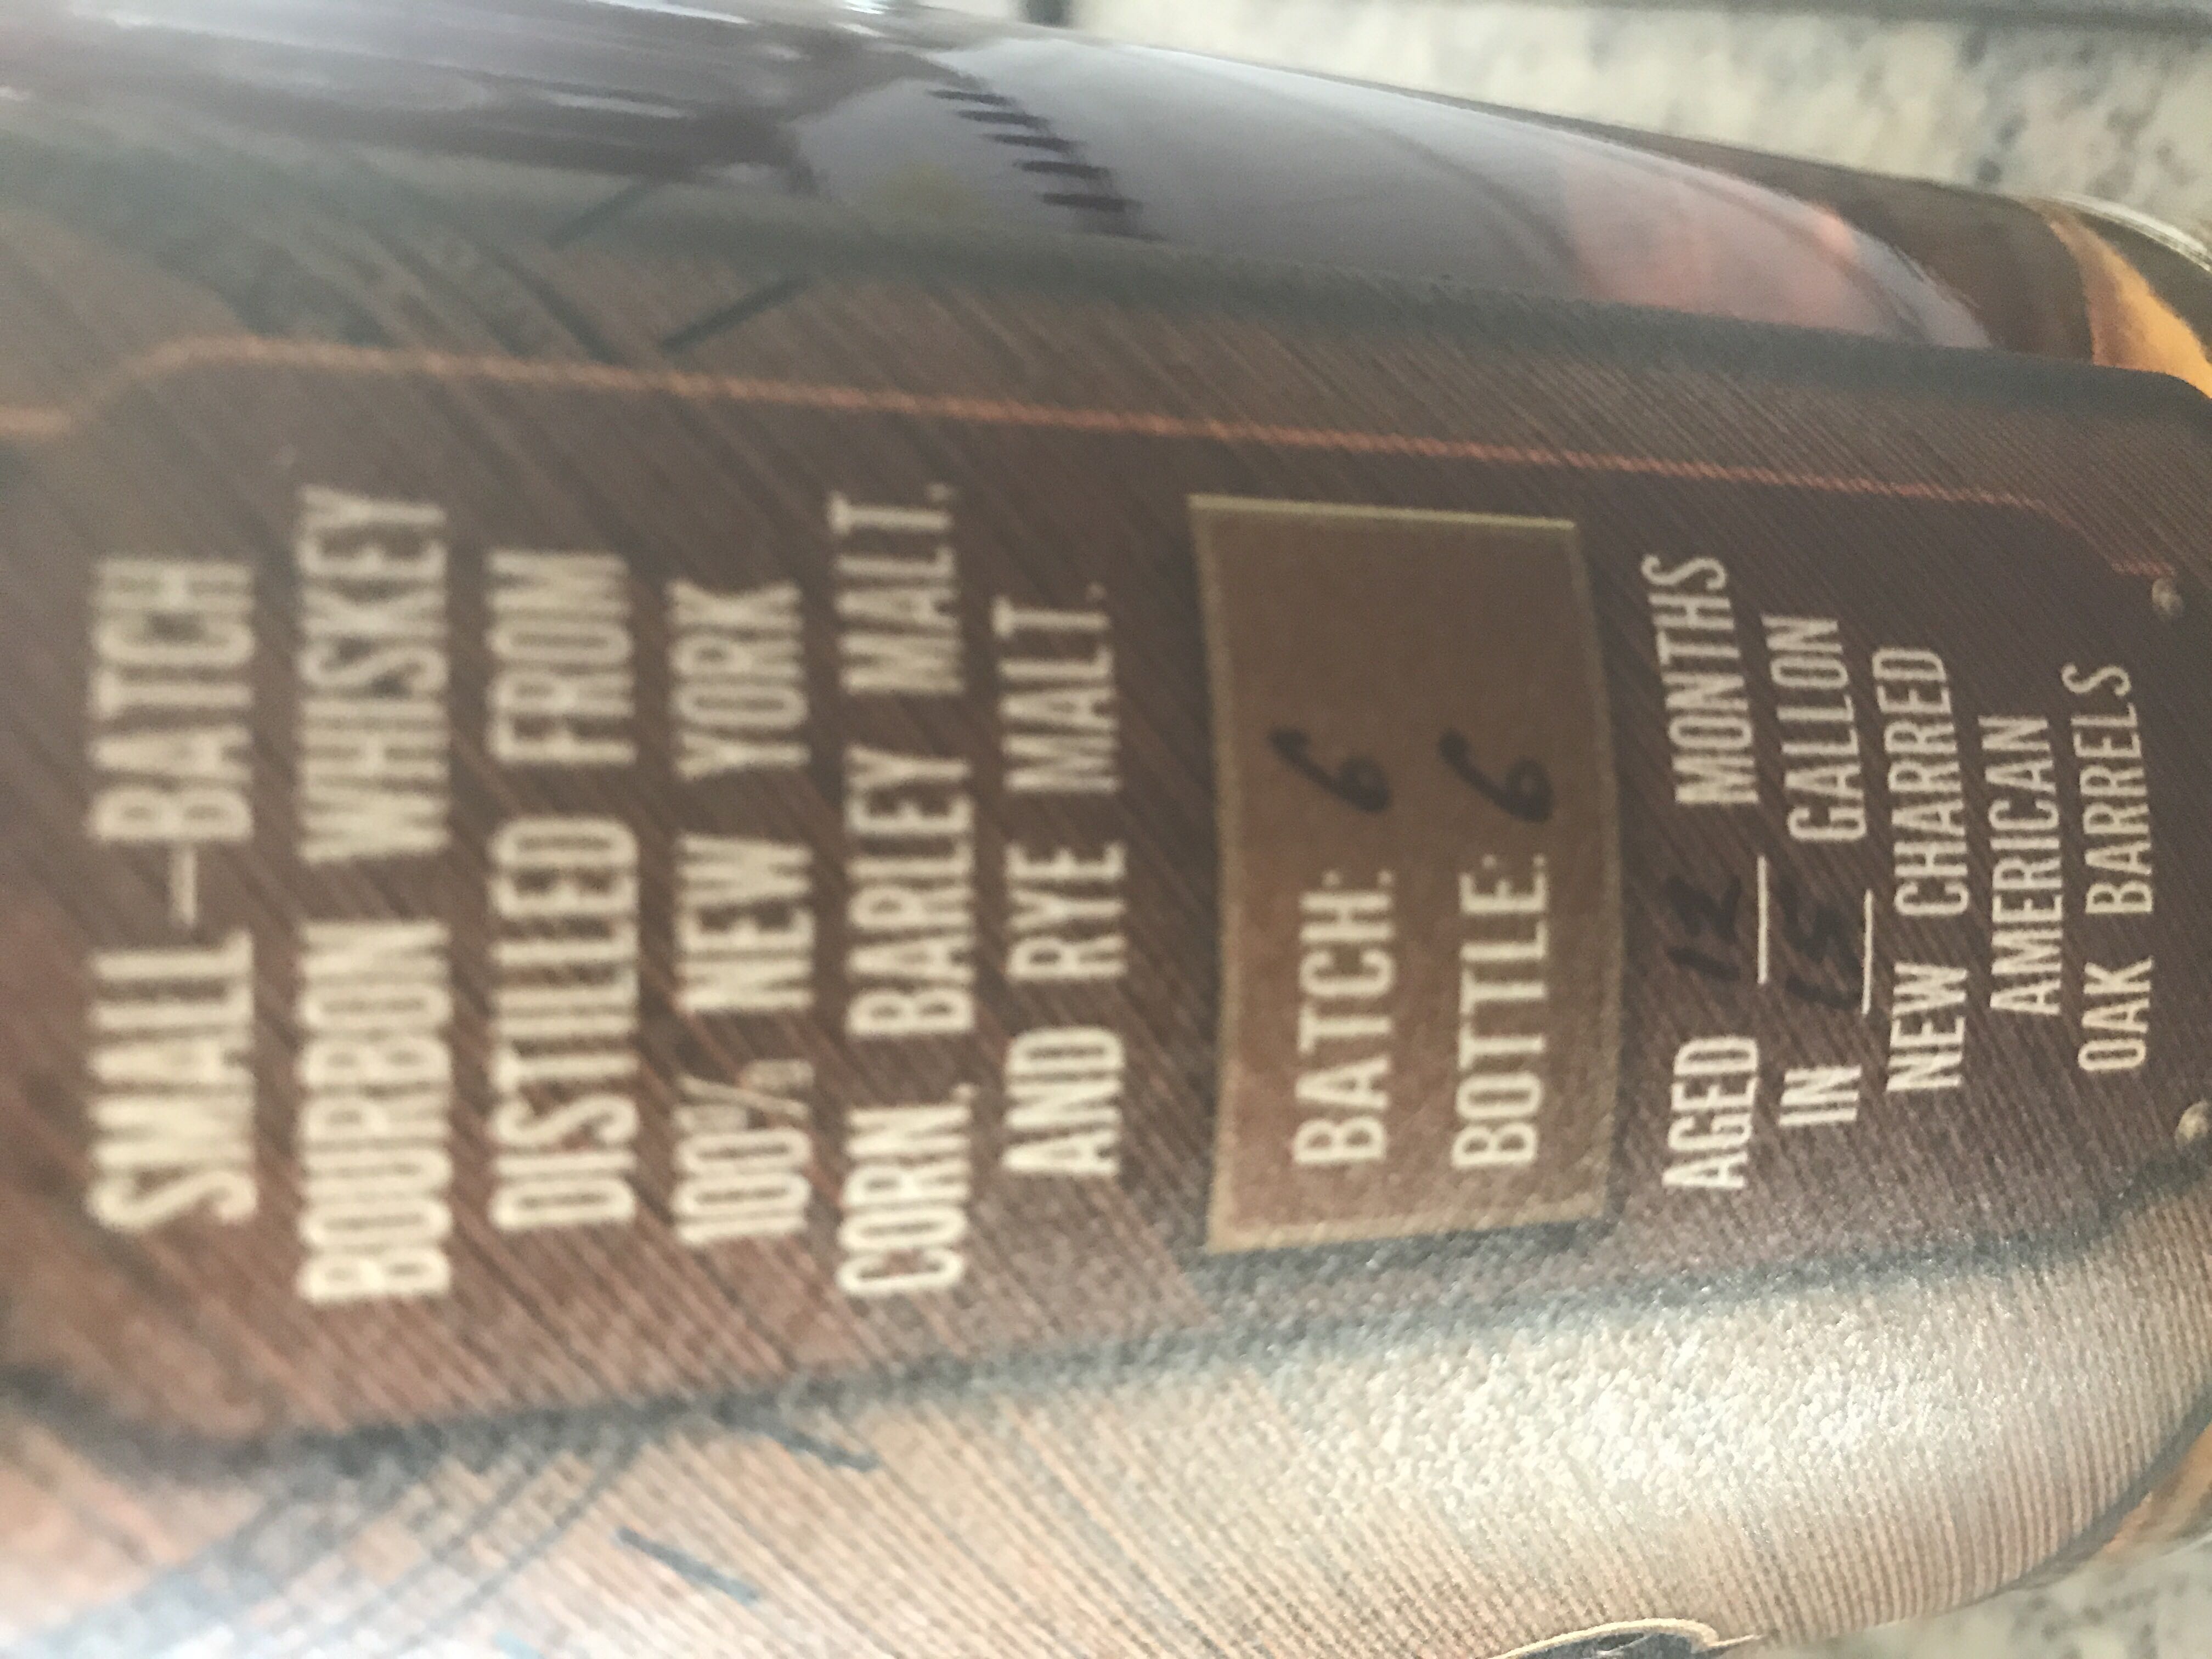 SMALL-BATCH
BOURBON WHISKEY
DISTILLED FROM
100% NEW YORK
CORN, BARLEY MALT,
AND RYE MALT.
BATCH: 6
BOTTLE: 6
AGED 12 MONTHS
IN 15 GALLON
NEW CHARRED
AMERICAN
OAK BARRELS